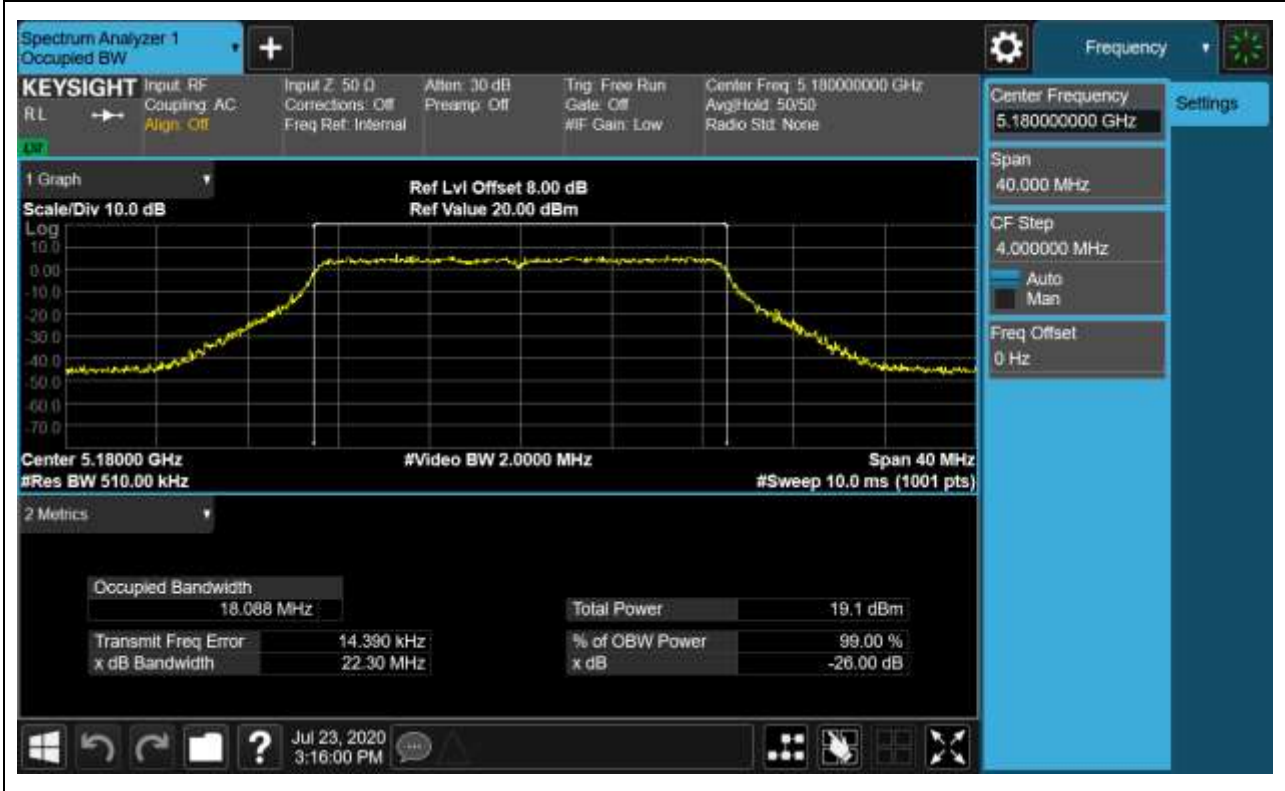 Spectrum Analyzer 1
Occupied BW
+
Frequency
KEYSIGHT
RL
Input: RF
Coupling: AC
Align: Off
Input Z: 50 Ω
Corrections: Off
Freq Ref: Internal
Atten: 30 dB
Preamp: Off
Trig: Free Run
Gate: Off
#IF Gain: Low
Center Freq: 5.180000000 GHz
Avg|Hold: 50/50
Radio Std: None
Center Frequency
5.180000000 GHz
Settings
Span
40.000 MHz
CF Step
4.000000 MHz
Auto
Man
Freq Offset
0 Hz
1 Graph
Scale/Div 10.0 dB
Ref Lvl Offset 8.00 dB
Ref Value 20.00 dBm
Log
10.0
0.00
-10.0
-20.0
-30.0
-40.0
-50.0
-60.0
-70.0
Center 5.18000 GHz
#Video BW 2.0000 MHz
Span 40 MHz
#Res BW 510.00 kHz
#Sweep 10.0 ms (1001 pts)
2 Metrics
Occupied Bandwidth
18.088 MHz
Total Power 19.1 dBm
Transmit Freq Error 14.390 kHz
% of OBW Power 99.00 %
x dB Bandwidth 22.30 MHz
x dB -26.00 dB
?
Jul 23, 2020
3:16:00 PM